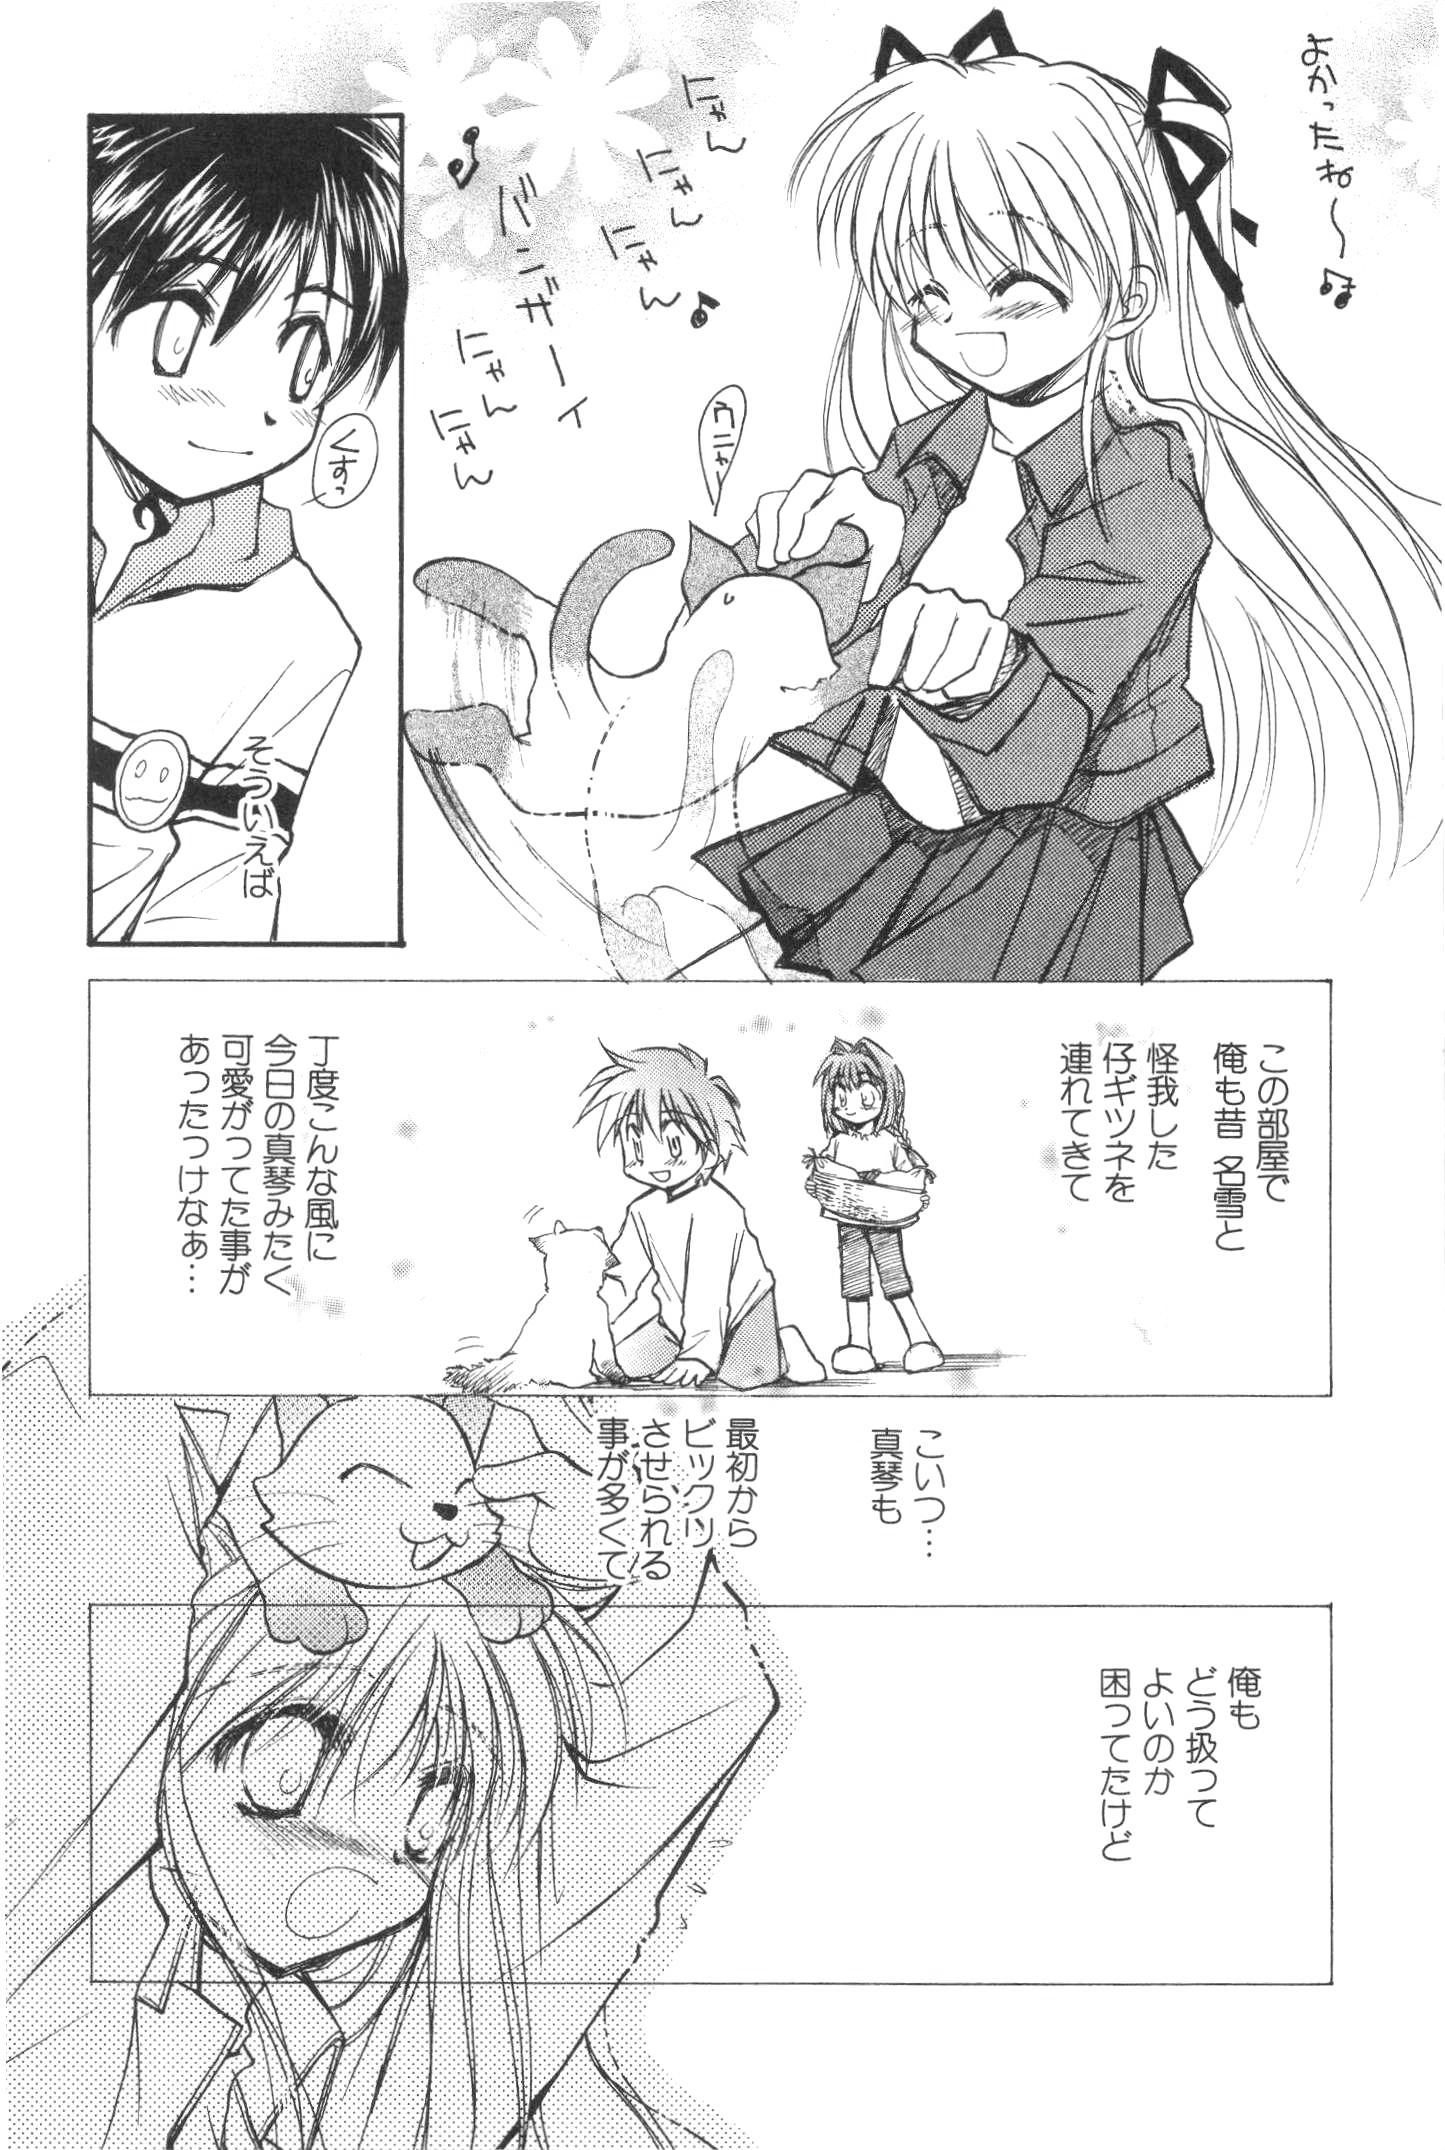 よかったね～♪
にゃん
にゃん
にゃん♪
バンザーイ
♪
にゃん
にゃん
ウニャ～
くすっ
そういえば
この部屋で
俺も昔 名雪と
怪我した
仔ギツネを
連れてきて
丁度こんな風に
今日の真琴みたく
可愛がってた事が
あったっけなぁ…
こいつ…
真琴も
最初から
ビックリ
させられる
事が多くて
俺も
どう扱って
よいのか
困ってたけど